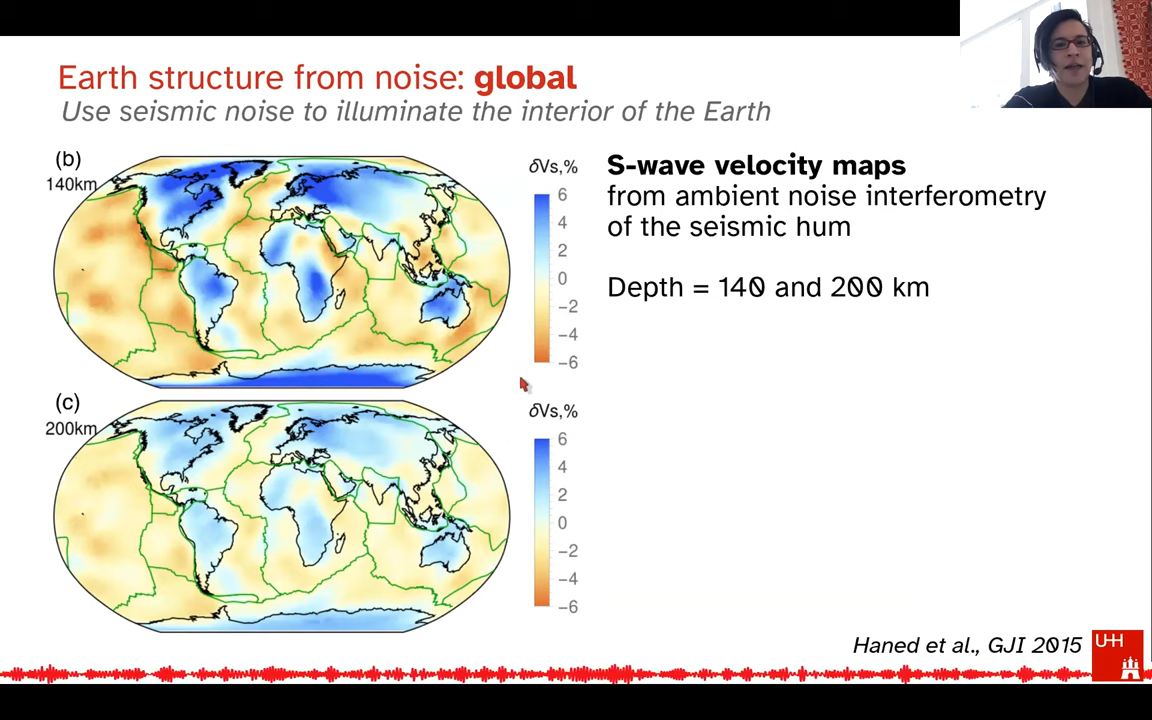 Earth structure from noise: global
Use seismic noise to illuminate the interior of the Earth
(b)
140km
δVs,%
6
4
2
0
−2
−4
−6
(c)
200km
δVs,%
6
4
2
0
−2
−4
−6
S-wave velocity maps
from ambient noise interferometry
of the seismic hum
Depth = 140 and 200 km
Haned et al., GJI 2015
UHH